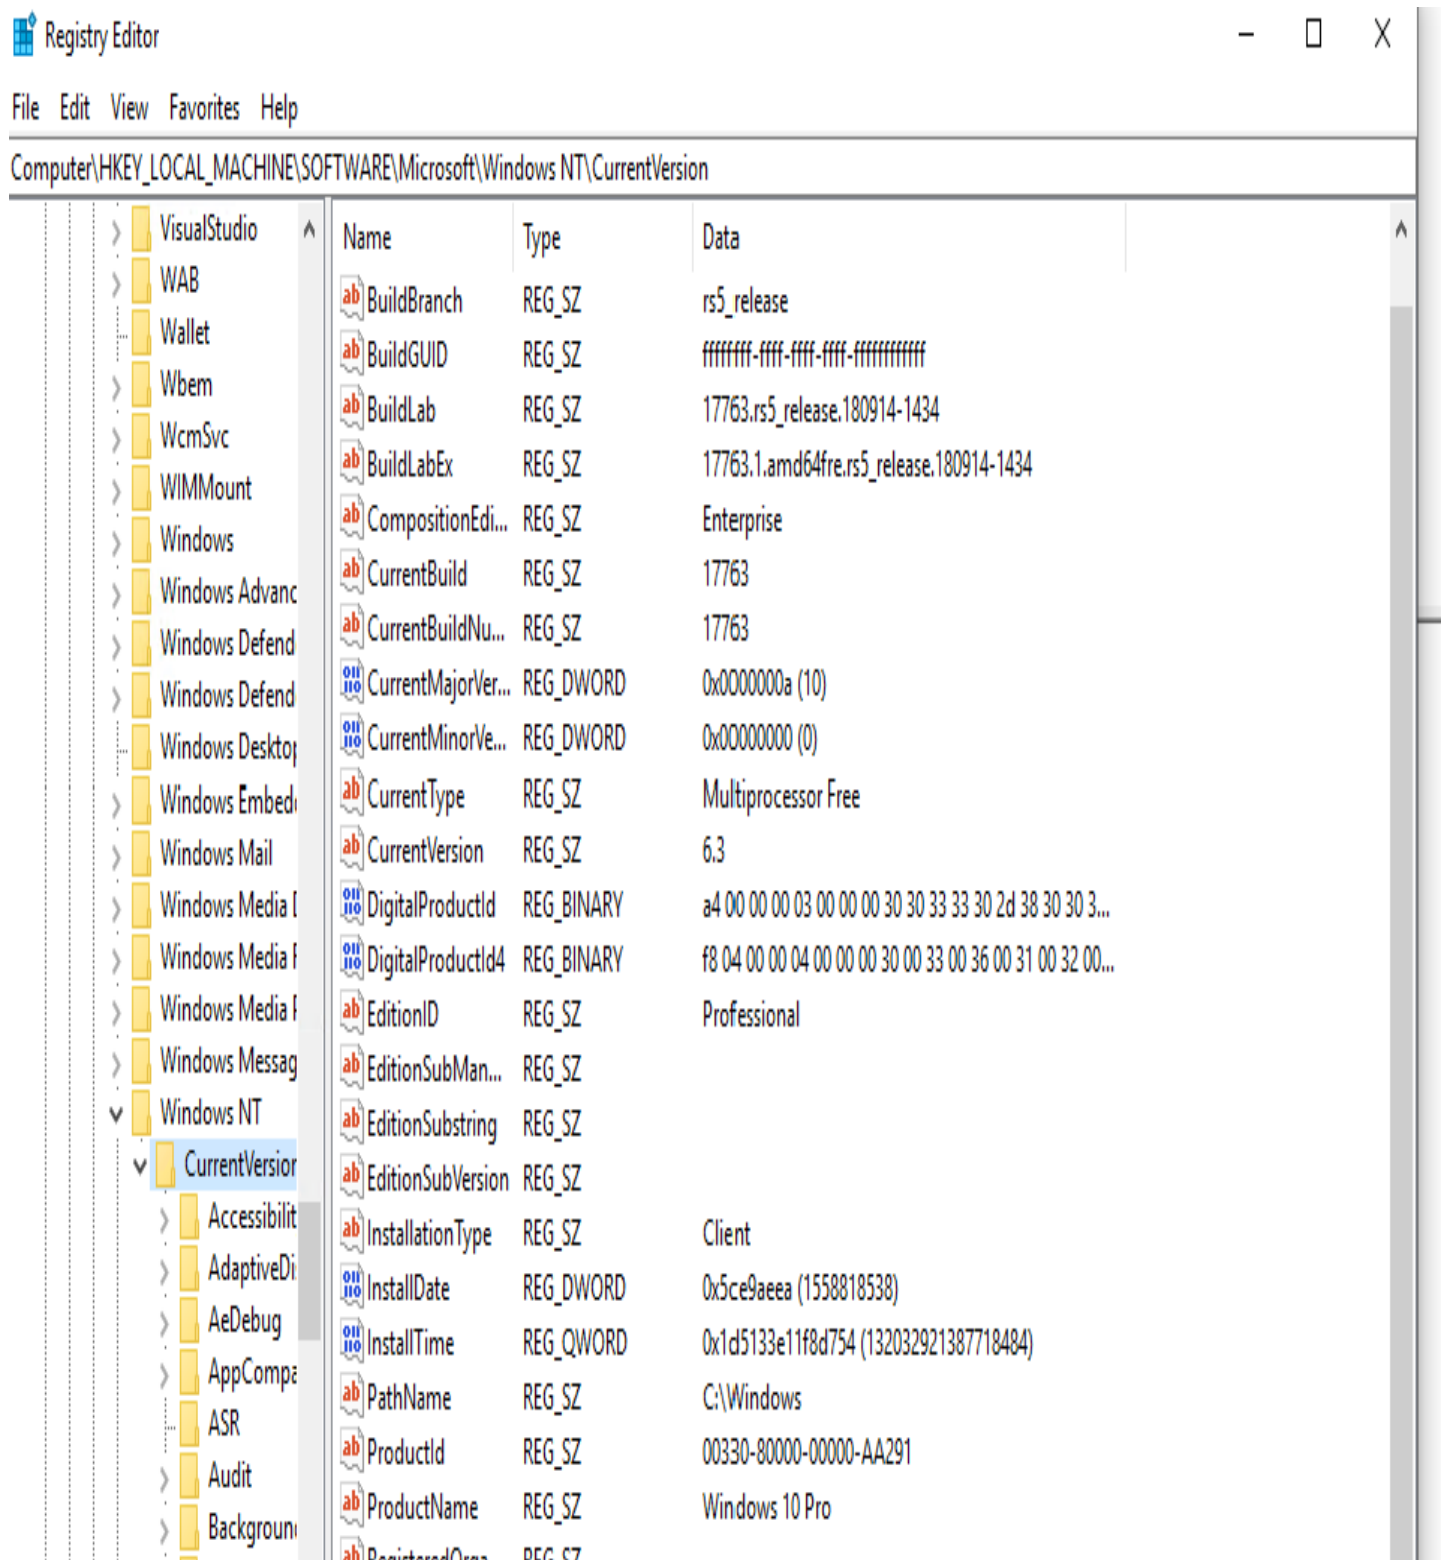 Registry Editor
File Edit View Favorites Help
Computer\HKEY_LOCAL_MACHINE\SOFTWARE\Microsoft\Windows NT\CurrentVersion
VisualStudio
WAB
Wallet
Wbem
WcmSvc
WIMMount
Windows
Windows Advanc
Windows Defend
Windows Defend
Windows Desktop
Windows Embed
Windows Mail
Windows Media
Windows Media
Windows Media
Windows Messag
Windows NT
CurrentVersion
Accessibilit
AdaptiveDi
AeDebug
AppCompa
ASR
Audit
Backgroun
Name Type Data
BuildBranch REG_SZ rs5_release
BuildGUID REG_SZ ffffffff-ffff-ffff-ffff-ffffffffffff
BuildLab REG_SZ 17763.rs5_release.180914-1434
BuildLabEx REG_SZ 17763.1.amd64fre.rs5_release.180914-1434
CompositionEdi... REG_SZ Enterprise
CurrentBuild REG_SZ 17763
CurrentBuildNu... REG_SZ 17763
CurrentMajorVer... REG_DWORD 0x0000000a (10)
CurrentMinorVe... REG_DWORD 0x00000000 (0)
CurrentType REG_SZ Multiprocessor Free
CurrentVersion REG_SZ 6.3
DigitalProductId REG_BINARY a4 00 00 00 03 00 00 00 30 30 33 33 30 2d 38 30 30 3...
DigitalProductId4 REG_BINARY f8 04 00 00 04 00 00 00 30 00 33 00 36 00 31 00 32 00...
EditionID REG_SZ Professional
EditionSubMan... REG_SZ
EditionSubstring REG_SZ
EditionSubVersion REG_SZ
InstallationType REG_SZ Client
InstallDate REG_DWORD 0x5ce9aeea (1558818538)
InstallTime REG_QWORD 0x1d5133e11f8d754 (132032921387718484)
PathName REG_SZ C:\Windows
ProductId REG_SZ 00330-80000-00000-AA291
ProductName REG_SZ Windows 10 Pro
RegisteredOrga... REG_SZ